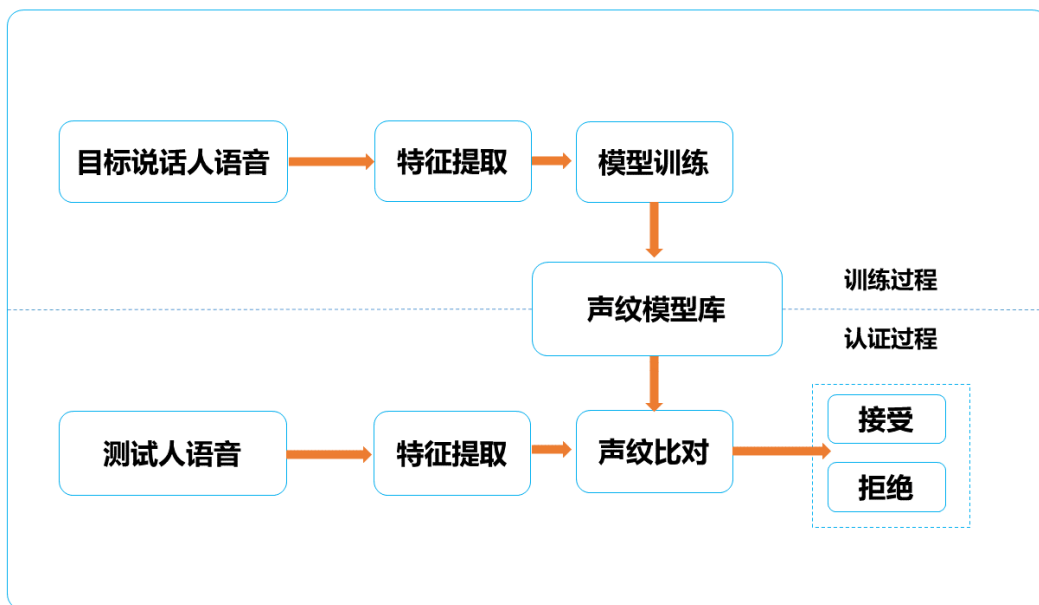 目标说话人语音
特征提取
模型训练
声纹模型库
训练过程
认证过程
测试人语音
特征提取
声纹比对
接受
拒绝